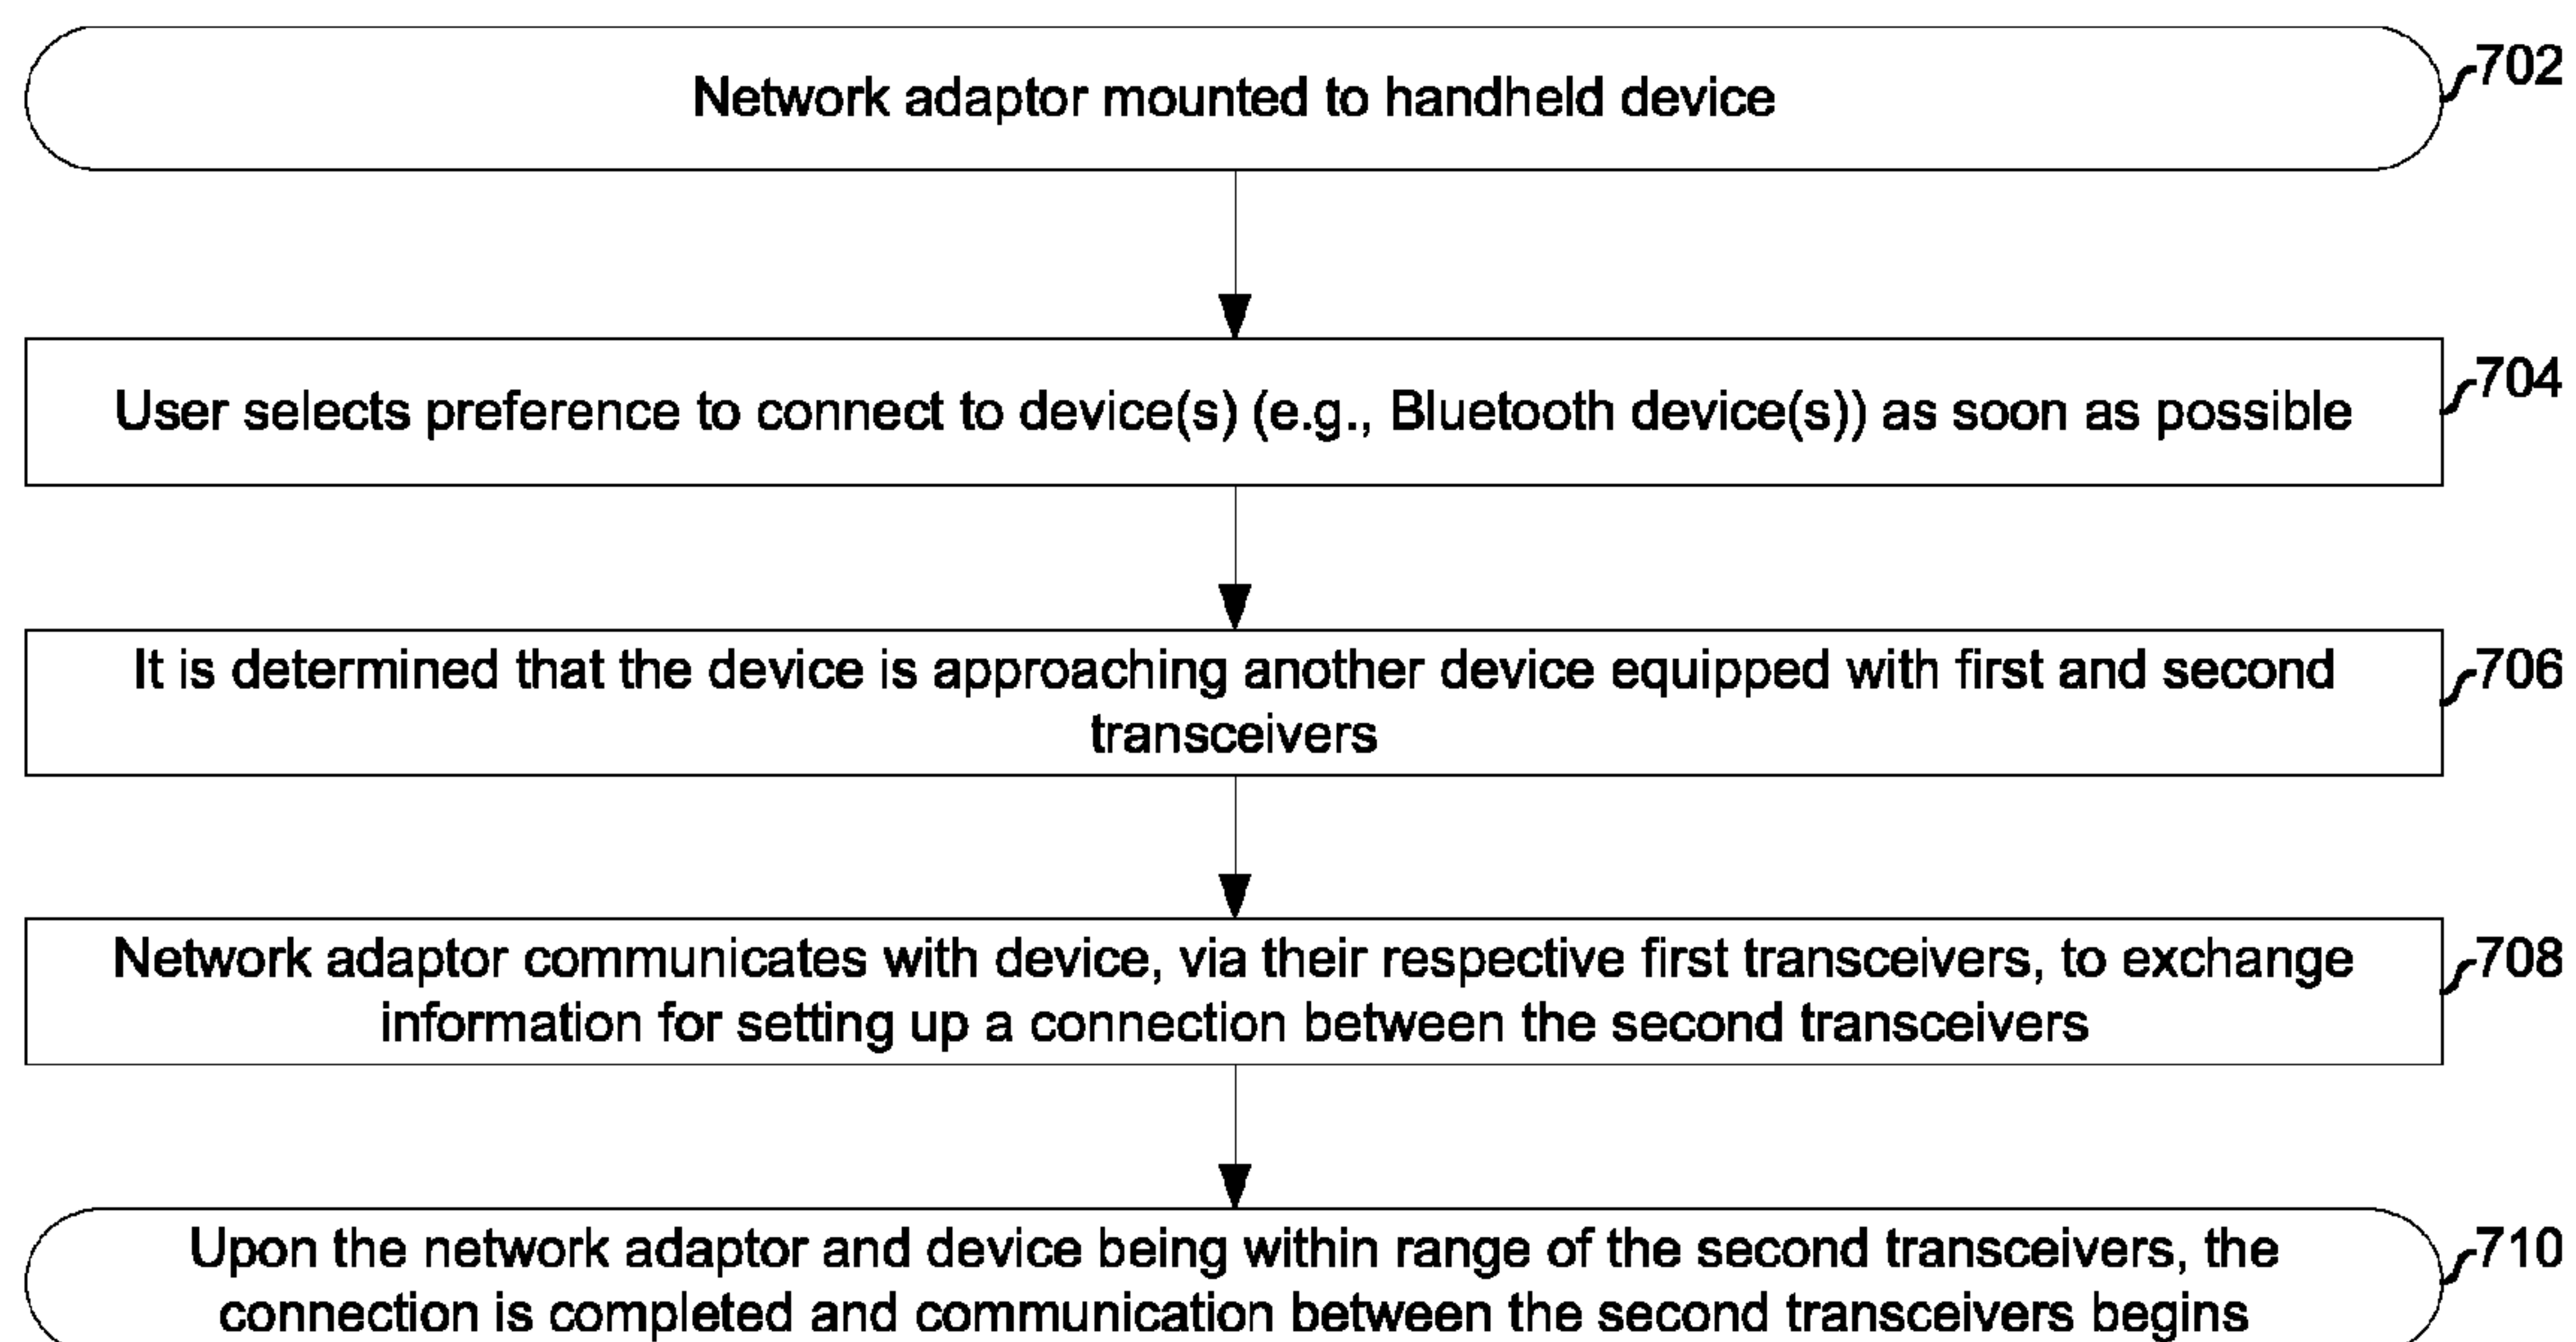 Network adaptor mounted to handheld device
702
User selects preference to connect to device(s) (e.g., Bluetooth device(s)) as soon as possible
704
It is determined that the device is approaching another device equipped with first and second
transceivers
706
Network adaptor communicates with device, via their respective first transceivers, to exchange
information for setting up a connection between the second transceivers
708
Upon the network adaptor and device being within range of the second transceivers, the
connection is completed and communication between the second transceivers begins
710